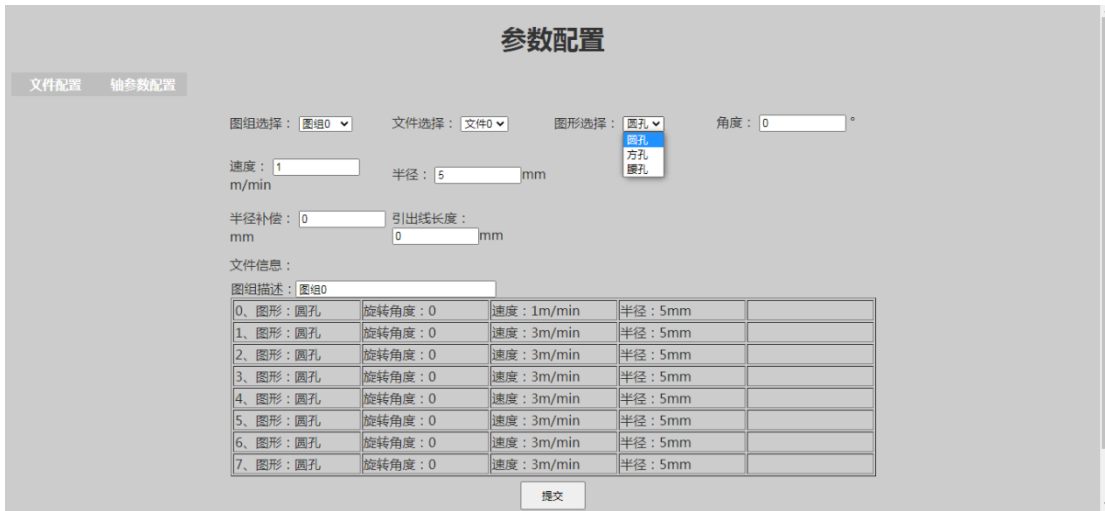 参数配置
文件配置 轴参数配置
图组选择： 图组0 文件选择： 文件0 图形选择： 圆孔 角度： 0 °
圆孔
方孔
腰孔
速度： 1
m/min
半径： 5 mm
半径补偿： 0
mm
引出线长度：
0 mm
文件信息：
图组描述： 图组0
0、图形：圆孔 旋转角度：0 速度：1m/min 半径：5mm
1、图形：圆孔 旋转角度：0 速度：3m/min 半径：5mm
2、图形：圆孔 旋转角度：0 速度：3m/min 半径：5mm
3、图形：圆孔 旋转角度：0 速度：3m/min 半径：5mm
4、图形：圆孔 旋转角度：0 速度：3m/min 半径：5mm
5、图形：圆孔 旋转角度：0 速度：3m/min 半径：5mm
6、图形：圆孔 旋转角度：0 速度：3m/min 半径：5mm
7、图形：圆孔 旋转角度：0 速度：3m/min 半径：5mm
提交